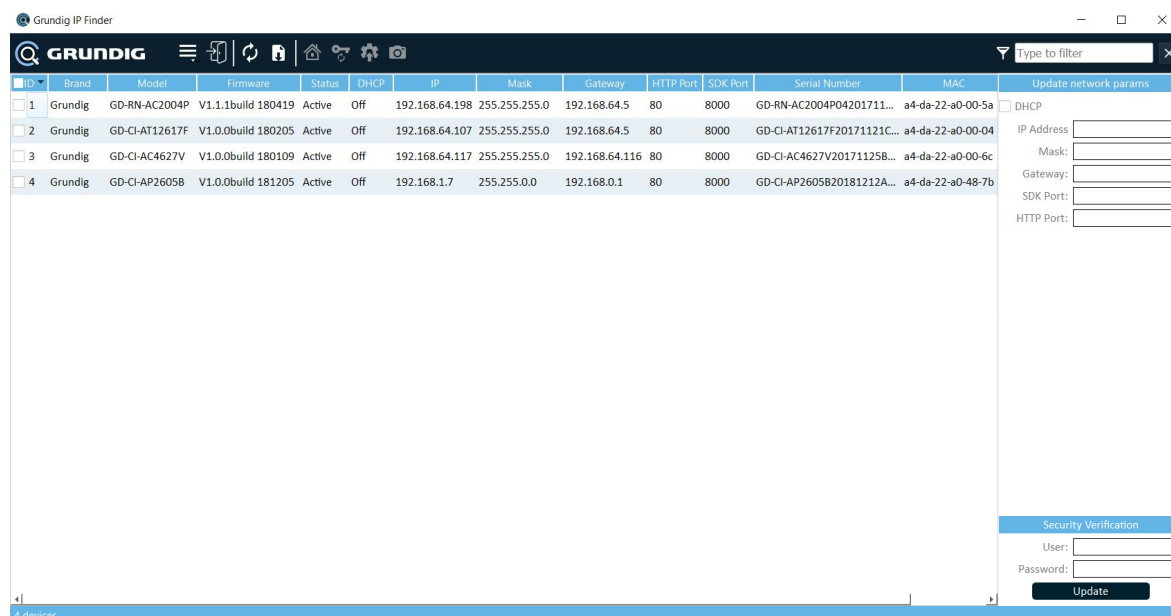 Grundig IP Finder
GRUNDIG Type to filter
ID Brand Model Firmware Status DHCP IP Mask Gateway HTTP Port SDK Port Serial Number MAC Update network params
1 Grundig GD-RN-AC2004P V1.1.1build 180419 Active Off 192.168.64.198 255.255.255.0 192.168.64.5 80 8000 GD-RN-AC2004P04201711... a4-da-22-a0-00-5a DHCP
2 Grundig GD-CI-AT12617F V1.0.0build 180205 Active Off 192.168.64.107 255.255.255.0 192.168.64.5 80 8000 GD-CI-AT12617F20171121C... a4-da-22-a0-00-04 IP Address
3 Grundig GD-CI-AC4627V V1.0.0build 180109 Active Off 192.168.64.117 255.255.255.0 192.168.64.116 80 8000 GD-CI-AC4627V20171125B... a4-da-22-a0-00-6c Mask:
Gateway:
4 Grundig GD-CI-AP2605B V1.0.0build 181205 Active Off 192.168.1.7 255.255.0.0 192.168.0.1 80 8000 GD-CI-AP2605B20181212A... a4-da-22-a0-48-7b
SDK Port:
HTTP Port:
Security Verification
User:
Password:
Update
4 devices